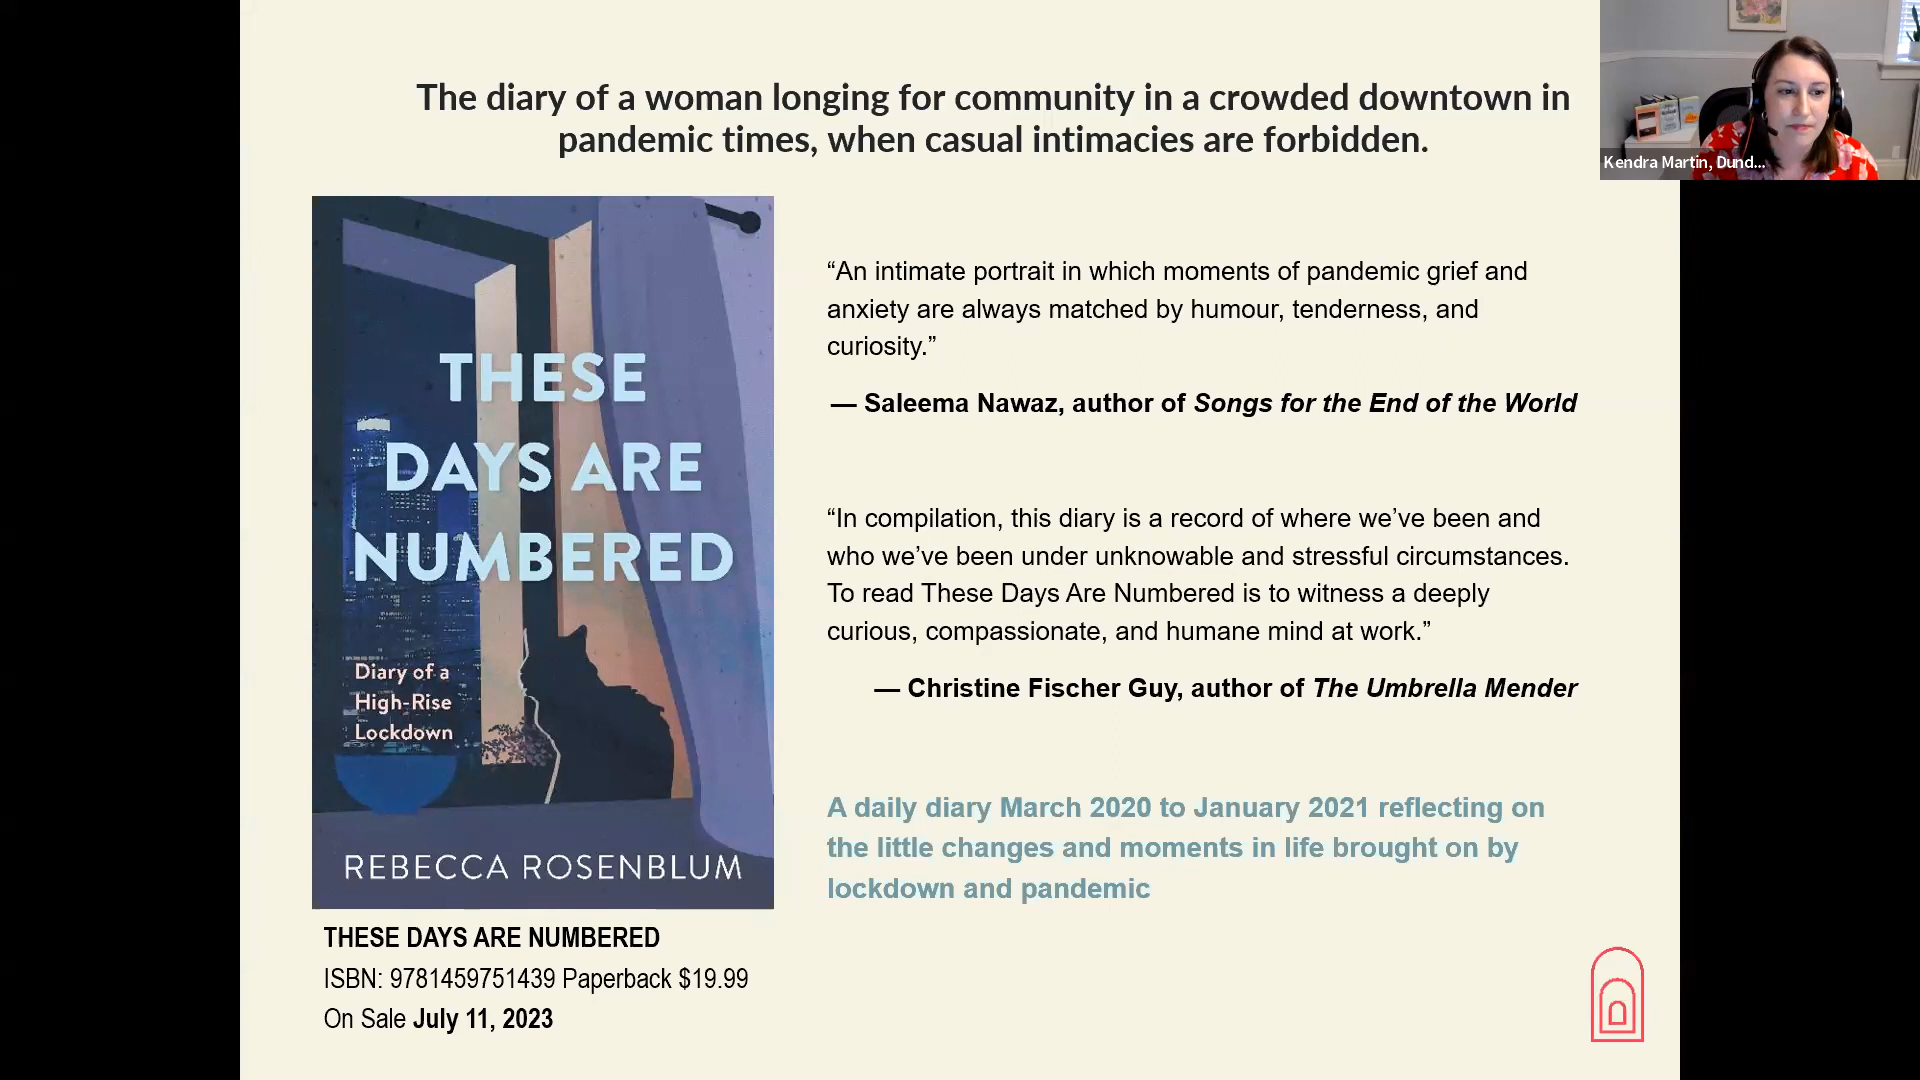 The diary of a woman longing for community in a crowded downtown in
pandemic times, when casual intimacies are forbidden.
Kendra Martin, Dund...
THESE
DAYS ARE
NUMBERED
Diary of a
High-Rise
Lockdown
REBECCA ROSENBLUM
“An intimate portrait in which moments of pandemic grief and
anxiety are always matched by humour, tenderness, and
curiosity.”
— Saleema Nawaz, author of Songs for the End of the World
“In compilation, this diary is a record of where we’ve been and
who we’ve been under unknowable and stressful circumstances.
To read These Days Are Numbered is to witness a deeply
curious, compassionate, and humane mind at work.”
— Christine Fischer Guy, author of The Umbrella Mender
A daily diary March 2020 to January 2021 reflecting on
the little changes and moments in life brought on by
lockdown and pandemic
THESE DAYS ARE NUMBERED
ISBN: 9781459751439 Paperback $19.99
On Sale July 11, 2023